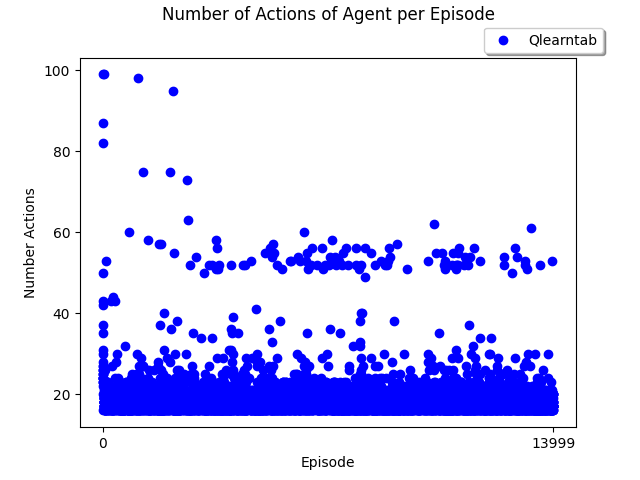 Number of Actions of Agent per Episode
Qlearntab
100
80
60
40
20
Number Actions
0
13999
Episode